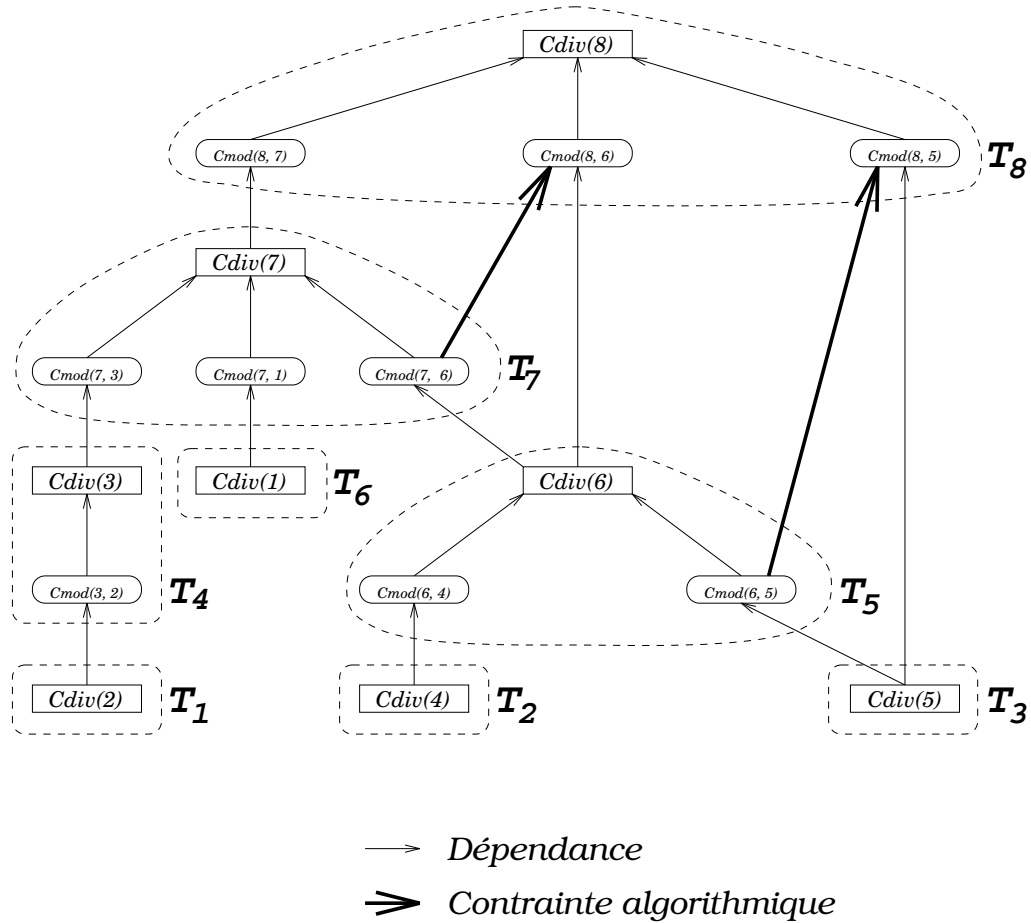 Cdiv(8)
Cmod(8, 7)
Cmod(8, 6)
Cmod(8, 5)
T8
Cdiv(7)
Cmod(7, 3)
Cmod(7, 1)
Cmod(7, 6)
T7
Cdiv(3)
Cdiv(1)
T6
Cdiv(6)
Cmod(3, 2)
T4
Cmod(6, 4)
Cmod(6, 5)
T5
Cdiv(2)
T1
Cdiv(4)
T2
Cdiv(5)
T3
Dépendance
Contrainte algorithmique